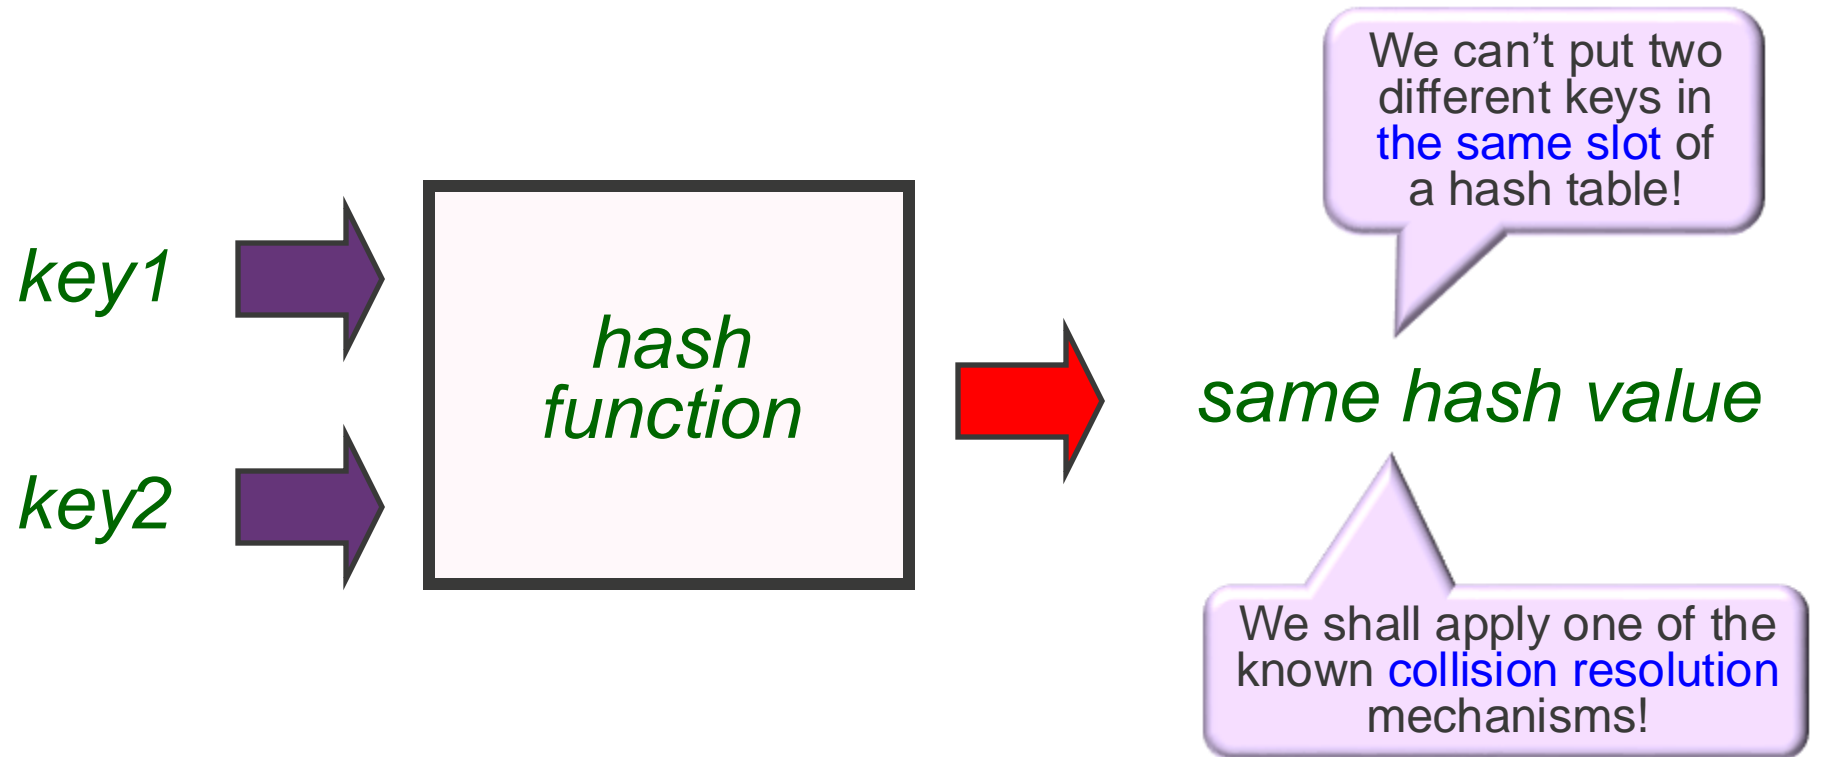 We can’t put two
different keys in
the same slot of
a hash table!
key1
hash
function
same hash value
key2
We shall apply one of the
known collision resolution
mechanisms!